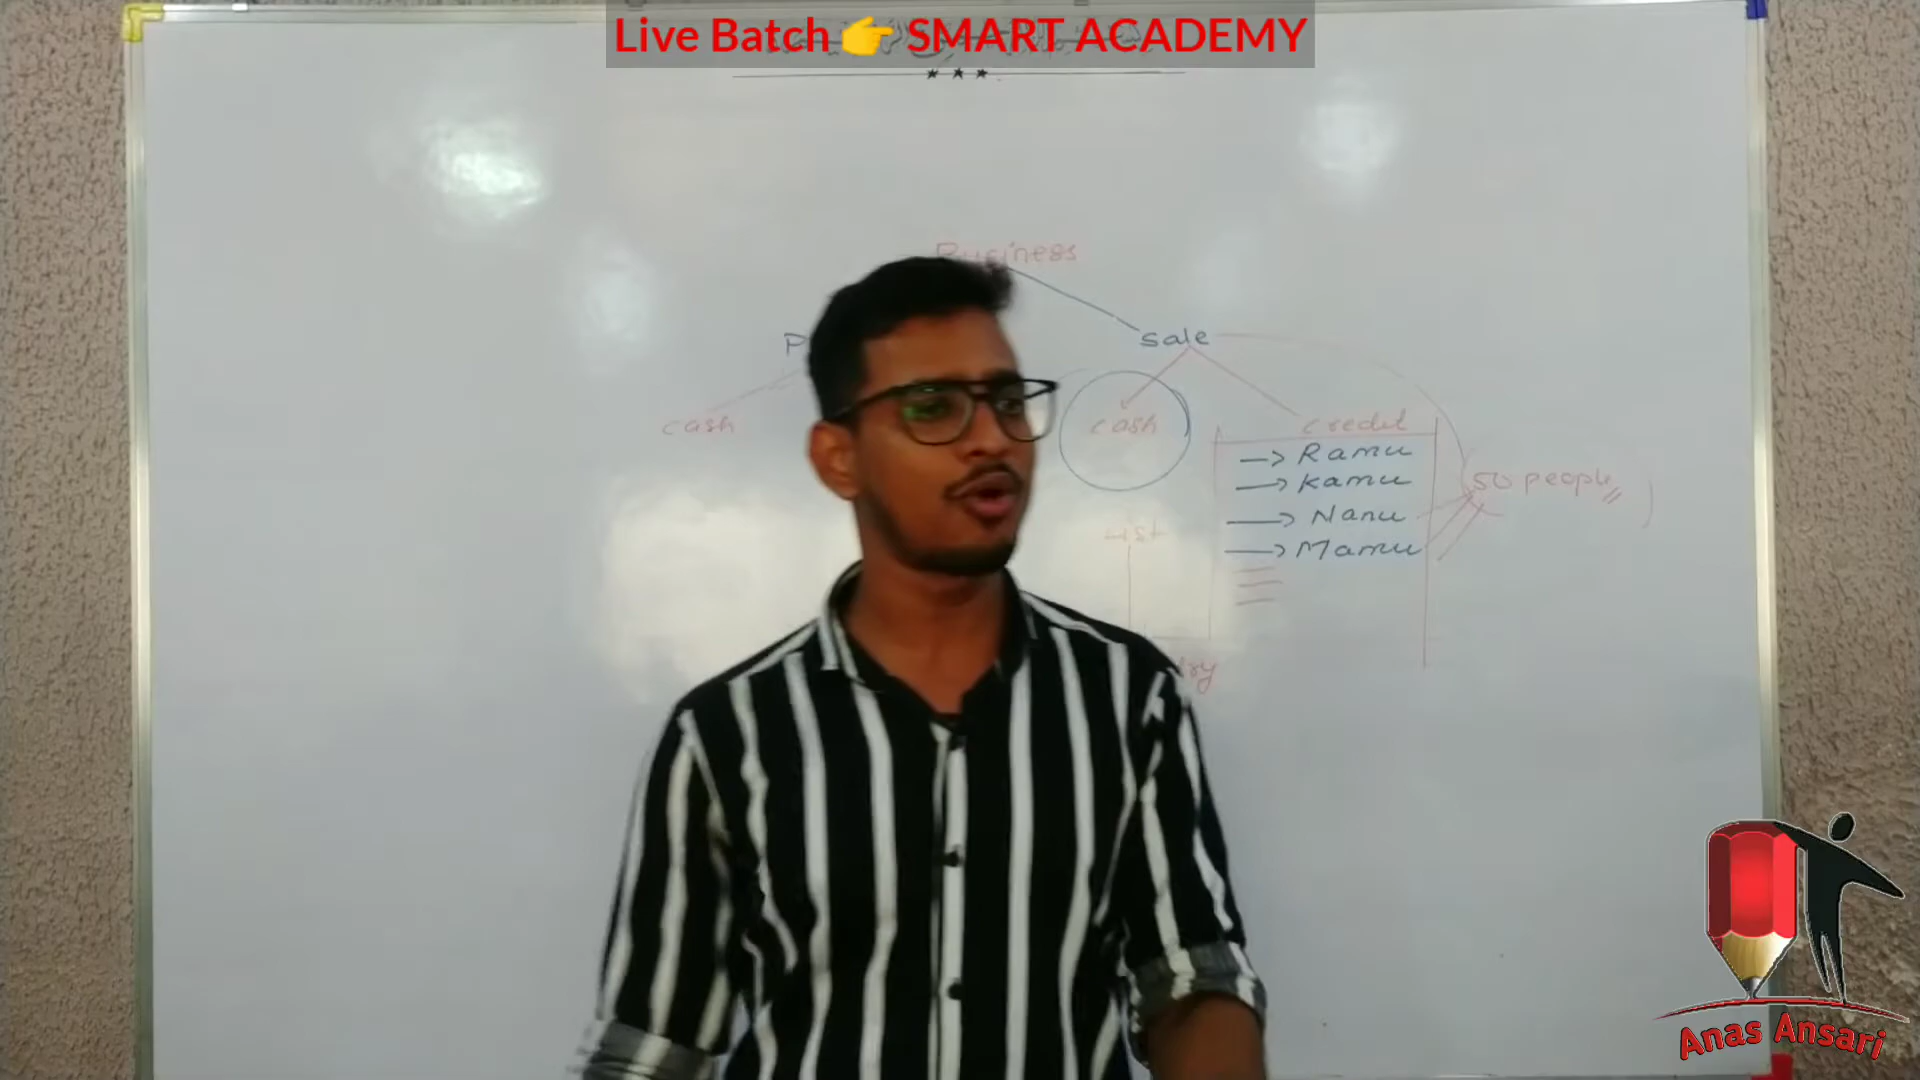 Live Batch 👉 SMART ACADEMY
★ ★ ★
Business
P
sale
cash
cash
credit
→ Ramu
→ Kamu
→ Nanu
→ Mamu
50 people
Anas Ansari